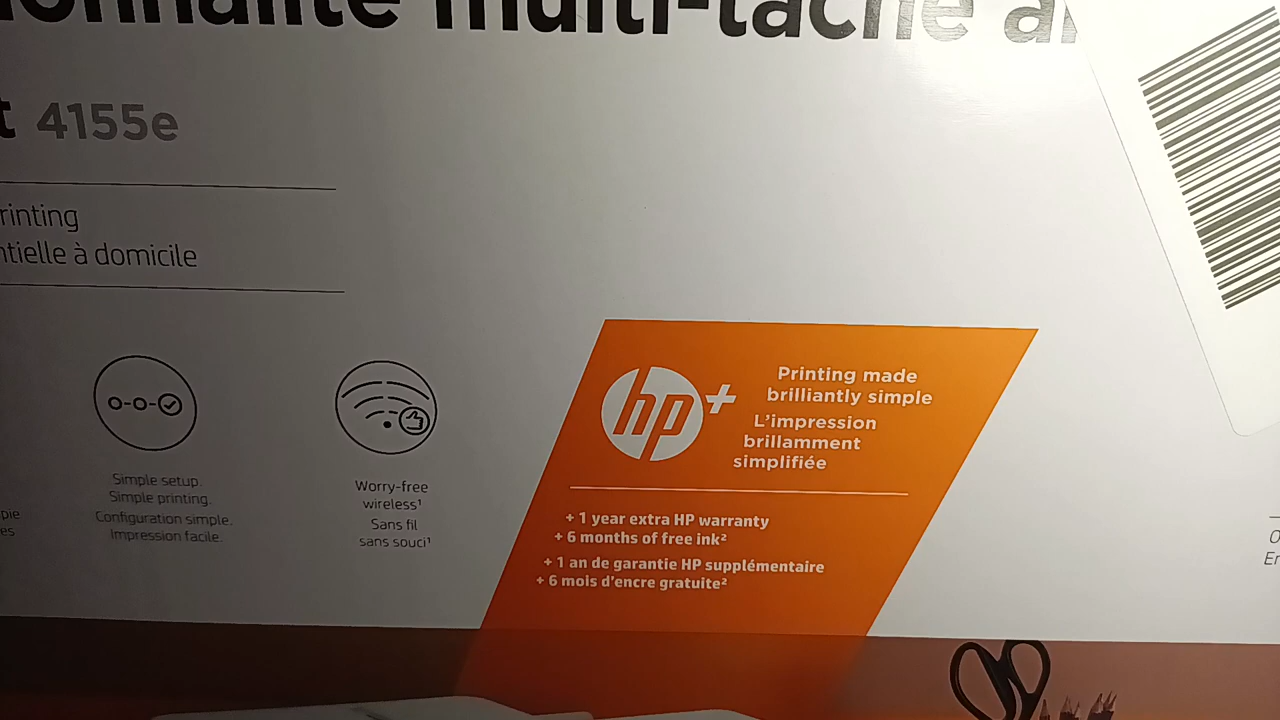 multi-tâche
4155e
à domicile
Simple setup.
Simple printing.
Configuration simple.
Impression facile.
Worry-free
wireless¹
Sans fil
sans souci¹
hp+
Printing made
brilliantly simple
L'impression
brillamment
simplifiée
+ 1 year extra HP warranty
+ 6 months of free ink²
+ 1 an de garantie HP supplémentaire
+ 6 mois d'encre gratuite²